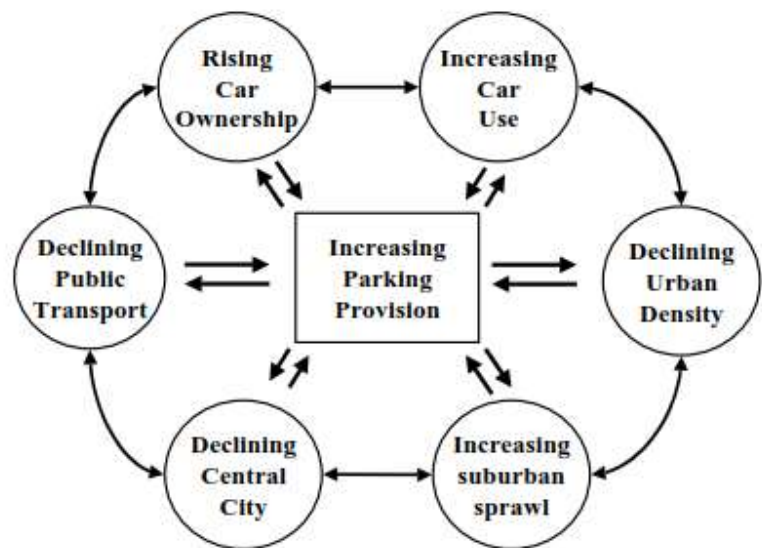 Rising
Car
Ownership
Increasing
Car
Use
Declining
Public
Transport
Increasing
Parking
Provision
Declining
Urban
Density
Declining
Central
City
Increasing
suburban
sprawl